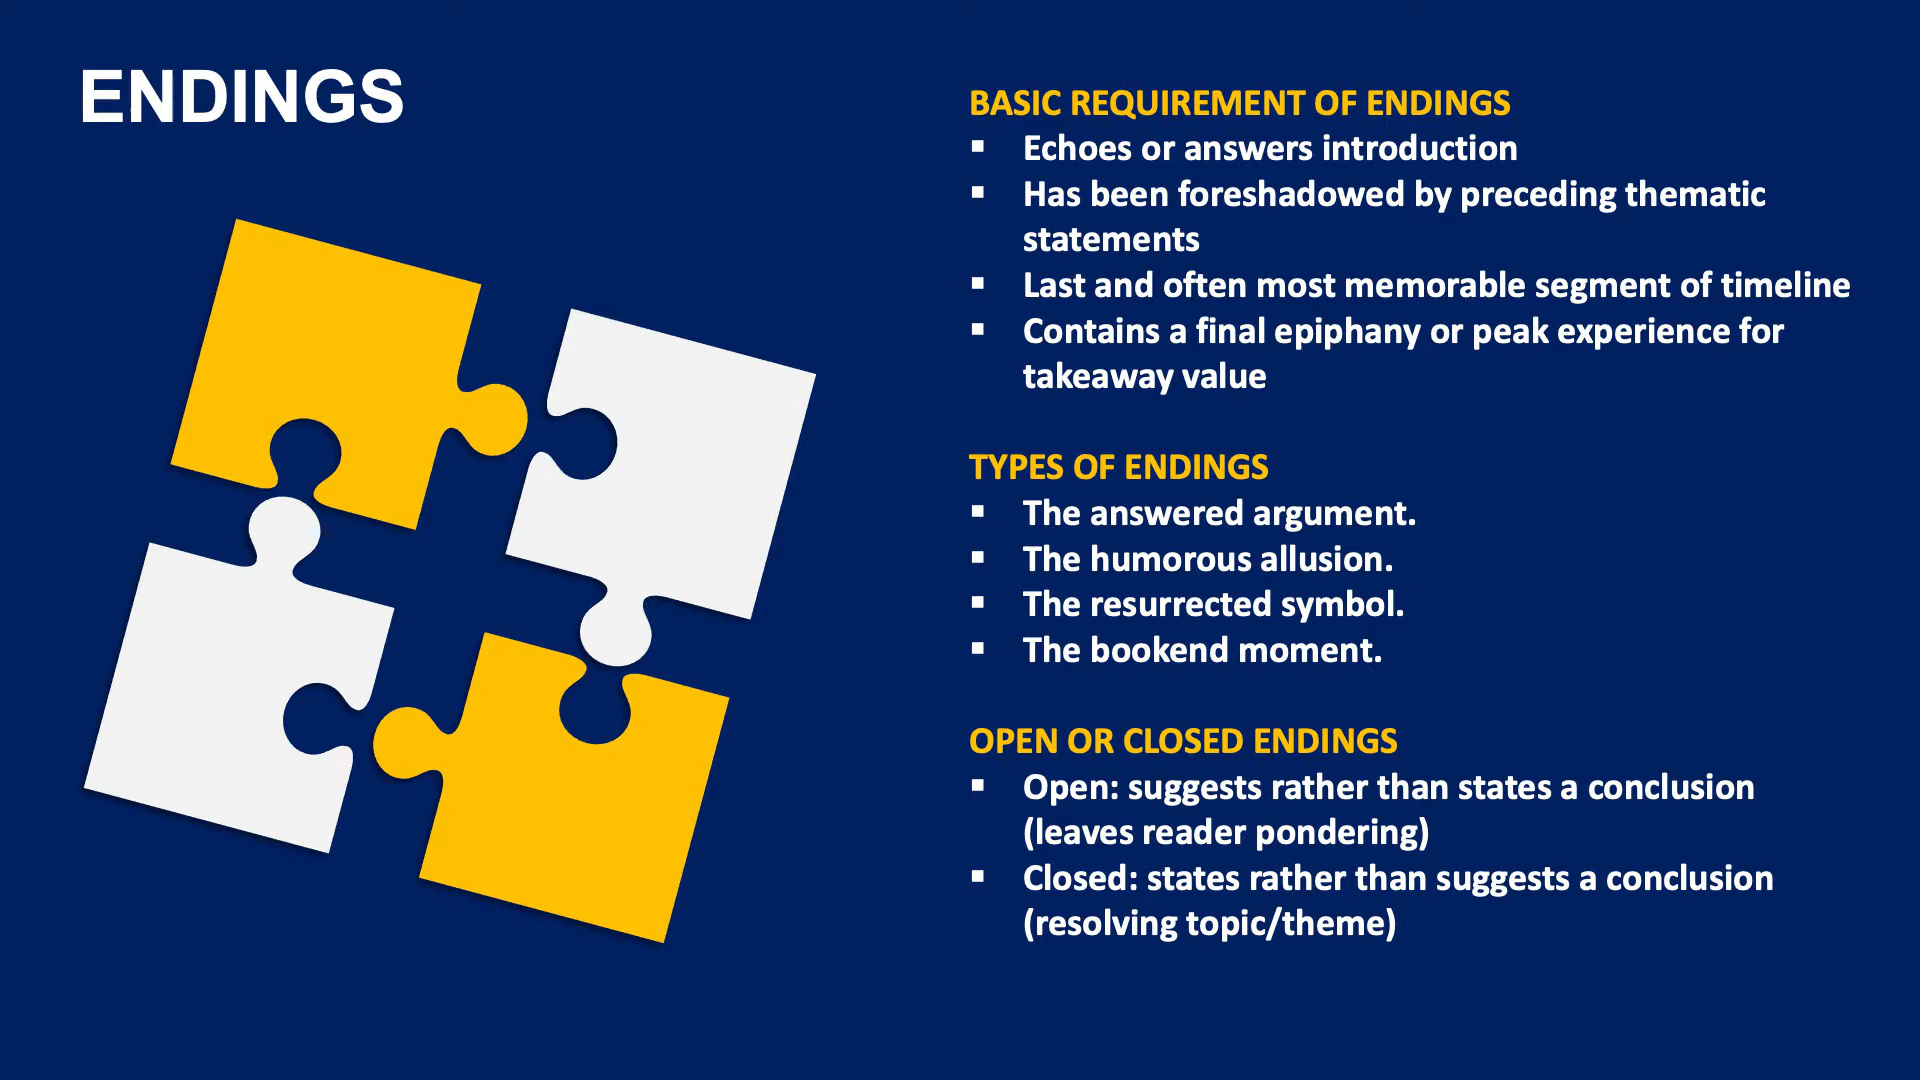 ENDINGS
BASIC REQUIREMENT OF ENDINGS
▪ Echoes or answers introduction
▪ Has been foreshadowed by preceding thematic
statements
▪ Last and often most memorable segment of timeline
▪ Contains a final epiphany or peak experience for
takeaway value
TYPES OF ENDINGS
▪ The answered argument.
▪ The humorous allusion.
▪ The resurrected symbol.
▪ The bookend moment.
OPEN OR CLOSED ENDINGS
▪ Open: suggests rather than states a conclusion
(leaves reader pondering)
▪ Closed: states rather than suggests a conclusion
(resolving topic/theme)